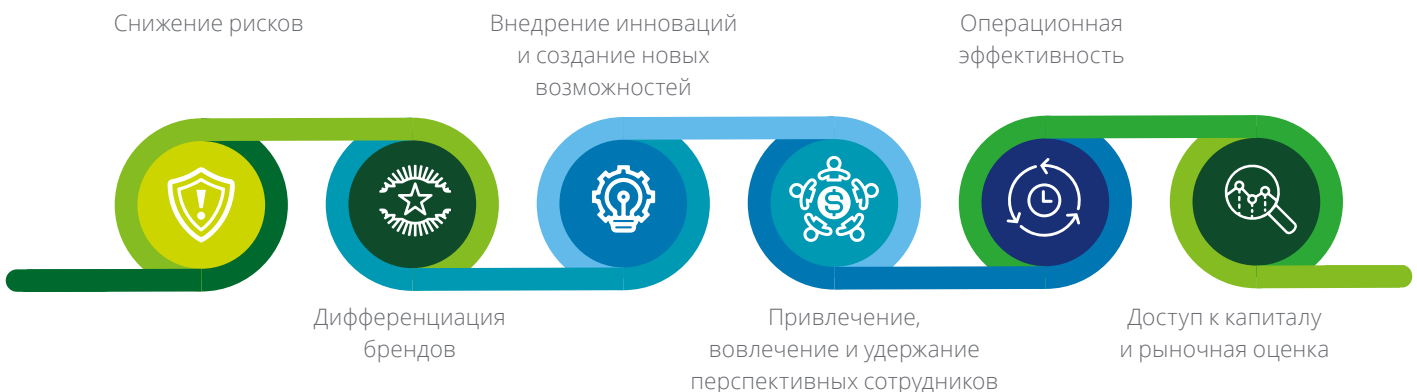 Снижение рисков
Внедрение инноваций
и создание новых
возможностей
Операционная
эффективность
Дифференциация
брендов
Привлечение,
вовлечение и удержание
перспективных сотрудников
Доступ к капиталу
и рыночная оценка